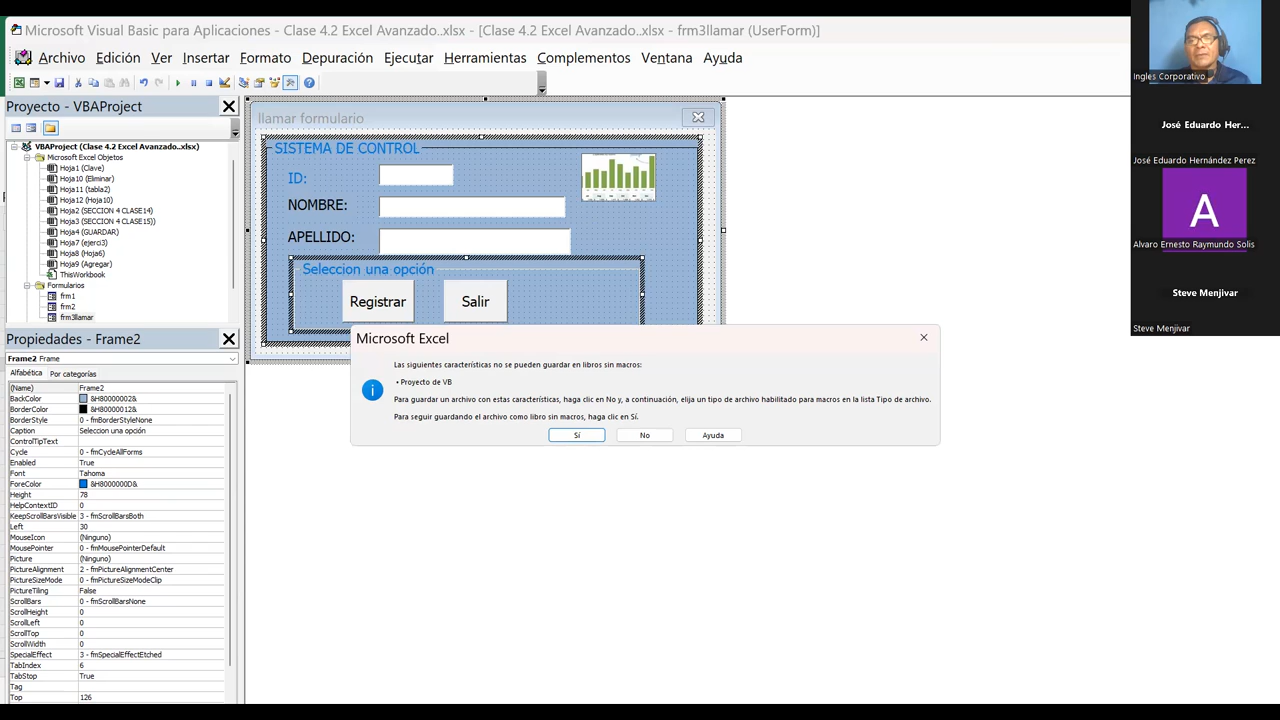 Microsoft Visual Basic para Aplicaciones - Clase 4.2 Excel Avanzado..xlsx - [Clase 4.2 Excel Avanzado..xlsx - frm3llamar (UserForm)]
Archivo Edición Ver Insertar Formato Depuración Ejecutar Herramientas Complementos Ventana Ayuda
Proyecto - VBAProject
VBAProject (Clase 4.2 Excel Avanzado..xlsx)
Microsoft Excel Objetos
Hoja1 (Clave)
Hoja10 (Eliminar)
Hoja11 (tabla2)
Hoja12 (Hoja10)
Hoja2 (SECCION 4 CLASE14)
Hoja3 (SECCION 4 CLASE15))
Hoja4 (GUARDAR)
Hoja7 (ejerci3)
Hoja8 (Hoja6)
Hoja9 (Agregar)
ThisWorkbook
Formularios
frm1
frm2
frm3llamar
Propiedades - Frame2
Frame2 Frame
Alfabética Por categorías
(Name) Frame2
BackColor &H80000002&
BorderColor &H80000012&
BorderStyle 0 - fmBorderStyleNone
Caption Seleccion una opción
ControlTipText
Cycle 0 - fmCycleAllForms
Enabled True
Font Tahoma
ForeColor &H8000000D&
Height 78
HelpContextID 0
KeepScrollBarsVisible 3 - fmScrollBarsBoth
Left 30
MouseIcon (Ninguno)
MousePointer 0 - fmMousePointerDefault
Picture (Ninguno)
PictureAlignment 2 - fmPictureAlignmentCenter
PictureSizeMode 0 - fmPictureSizeModeClip
PictureTiling False
ScrollBars 0 - fmScrollBarsNone
ScrollHeight 0
ScrollLeft 0
ScrollTop 0
ScrollWidth 0
SpecialEffect 3 - fmSpecialEffectEtched
TabIndex 6
TabStop True
Tag
Top 126
llamar formulario
SISTEMA DE CONTROL
ID:
NOMBRE:
APELLIDO:
Seleccion una opción
Registrar Salir
Microsoft Excel
Las siguientes características no se pueden guardar en libros sin macros:
• Proyecto de VB
Para guardar un archivo con estas características, haga clic en No y, a continuación, elija un tipo de archivo habilitado para macros en la lista Tipo de archivo.
Para seguir guardando el archivo como libro sin macros, haga clic en Sí.
Sí No Ayuda
Ingles Corporativo
José Eduardo Her...
José Eduardo Hernández Perez
A
Alvaro Ernesto Raymundo Solis
Steve Menjivar
Steve Menjivar